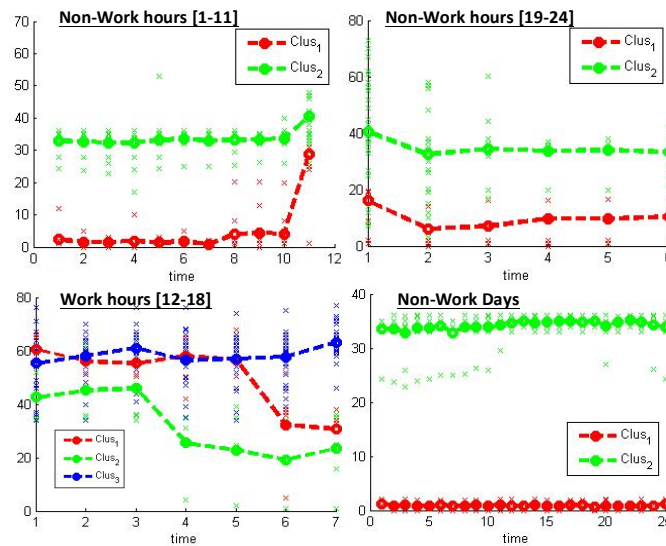 Non-Work hours [1-11]
70
60
50
40
30
20
10
0
0 2 4 6 8 10 12
time
Clus1
Clus2
Non-Work hours [19-24]
80
60
40
20
0
1 2 3 4 5
time
Clus1
Clus2
Work hours [12-18]
80
60
40
20
0
1 2 3 4 5 6 7
time
Clus1
Clus2
Clus3
Non-Work Days
40
30
20
10
0
0 5 10 15 20 25
time
Clus1
Clus2